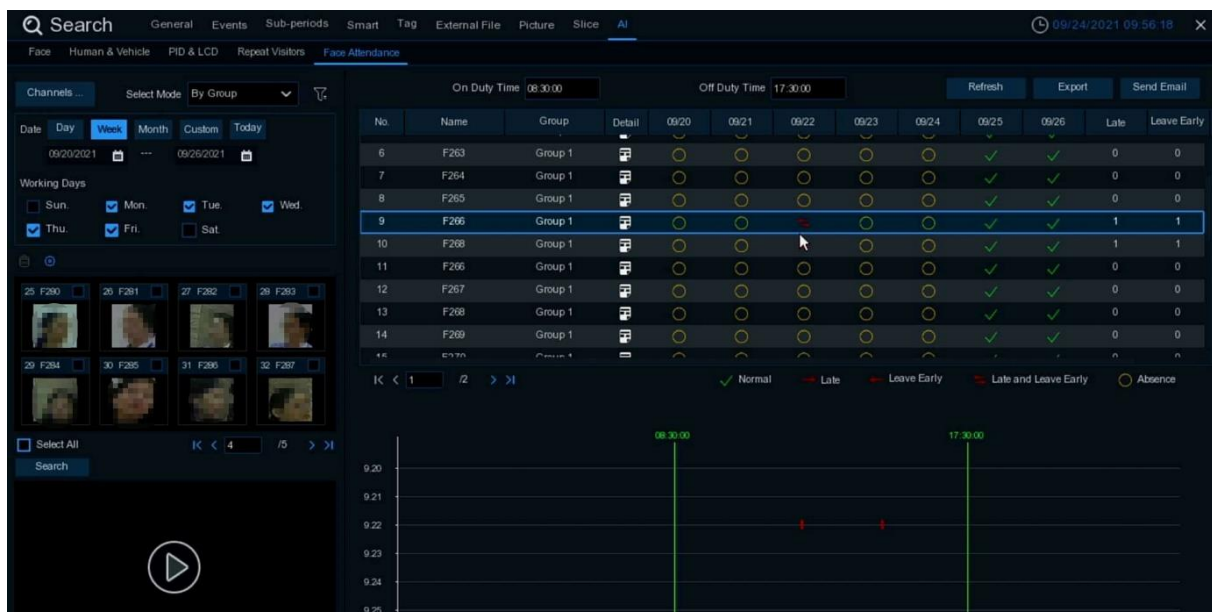 Search General Events Sub-periods Smart Tag External File Picture Slice AI 09/24/2021 09:56:18
Face Human & Vehicle PID & LCD Repeat Visitors Face Attendance
Channels ... Select Mode By Group
Date Day Week Month Custom Today
09/20/2021 --- 09/26/2021
Working Days
Sun. Mon. Tue. Wed.
Thu. Fri. Sat
25 F280 26 F281 27 F282 28 F283
29 F284 30 F285 31 F286 32 F287
Select All 4 /5
Search
On Duty Time 08:30:00 Off Duty Time 17:30:00 Refresh Export Send Email
No. Name Group Detail 09/20 09/21 09/22 09/23 09/24 09/25 09/26 Late Leave Early
6 F263 Group 1 0 0
7 F264 Group 1 0 0
8 F265 Group 1 0 0
9 F266 Group 1 1 1
10 F268 Group 1 1 1
11 F266 Group 1 0 0
12 F267 Group 1 0 0
13 F268 Group 1 0 0
14 F269 Group 1 0 0
15 F270 Group 1 0 0
1 /2 Normal Late Leave Early Late and Leave Early Absence
08:30:00 17:30:00
9.20
9.21
9.22
9.23
9.24
9.25